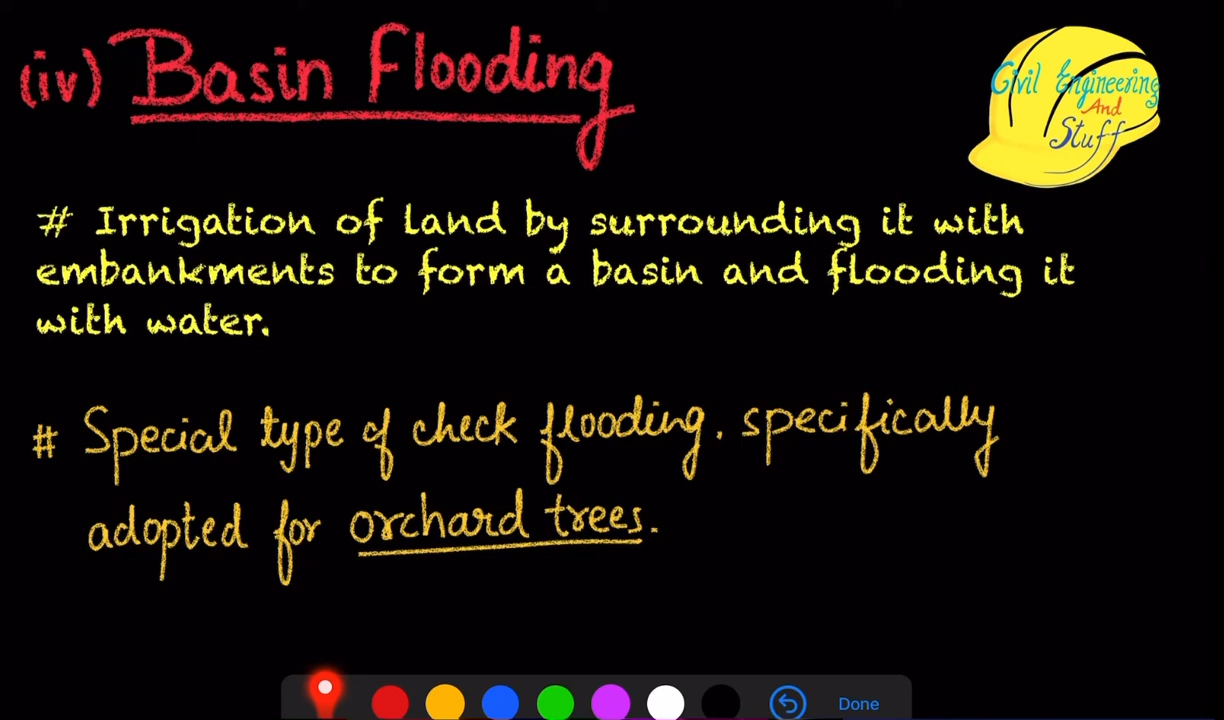 (iv) Basin Flooding
Civil Engineering
And
Stuff
# Irrigation of land by surrounding it with
embankments to form a basin and flooding it
with water.
# Special type of check flooding, specifically
adopted for orchard trees.
Done